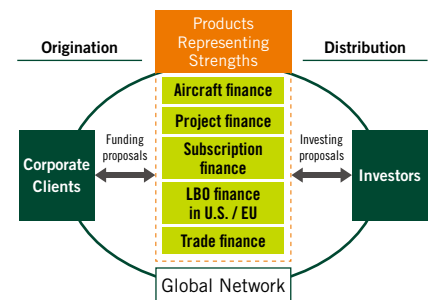 Products
Representing
Strengths
Origination
Distribution
Aircraft finance
Project finance
Subscription
finance
LBO finance
in U.S. / EU
Trade finance
Corporate
Clients
Funding
proposals
Investing
proposals
Investors
Global Network